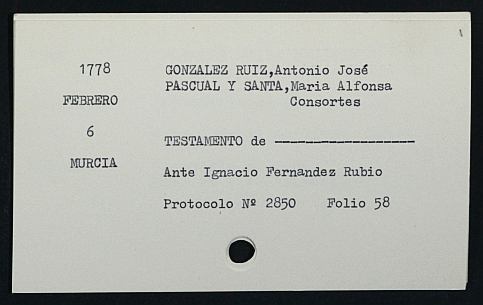 1778
FEBRERO
6
MURCIA
GONZALEZ RUIZ,Antonio José
PASCUAL Y SANTA,Maria Alfonsa
Consortes
TESTAMENTO de ------------------
Ante Ignacio Fernandez Rubio
Protocolo Nº 2850 Folio 58